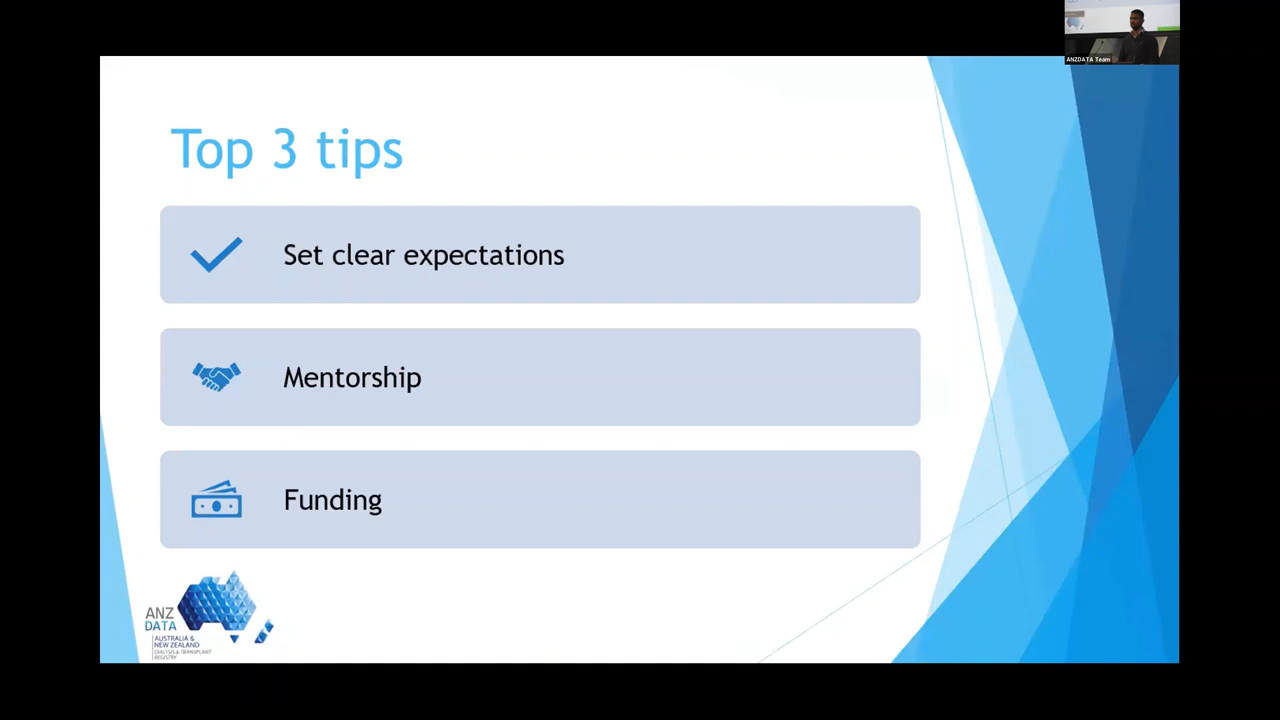 ANZDATA Team
Top 3 tips
Set clear expectations
Mentorship
Funding
ANZ
DATA
AUSTRALIA &
NEW ZEALAND
DIALYSIS & TRANSPLANT
REGISTRY